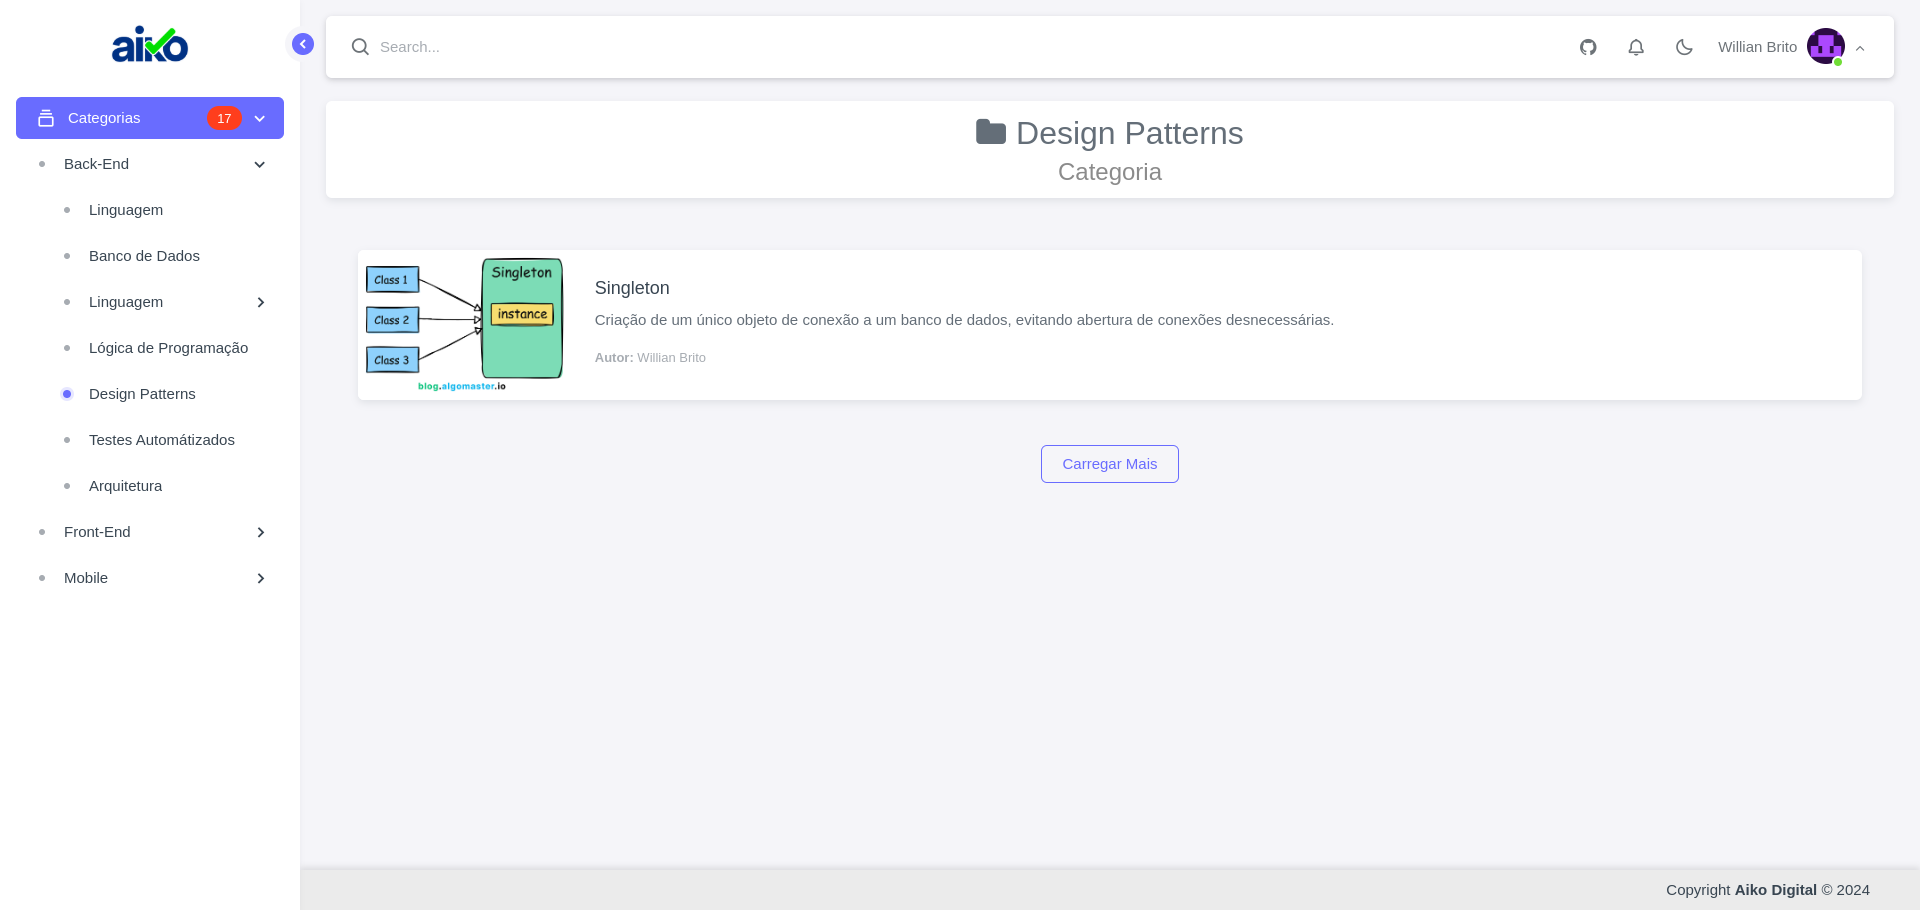 aiko
Search...
Willian Brito
Categorias
17
Back-End
Linguagem
Banco de Dados
Linguagem
Lógica de Programação
Design Patterns
Testes Automátizados
Arquitetura
Front-End
Mobile
Design Patterns
Categoria
Class 1
Class 2
Class 3
Singleton
instance
blog.algomaster.io
Singleton
Criação de um único objeto de conexão a um banco de dados, evitando abertura de conexões desnecessárias.
Autor: Willian Brito
Carregar Mais
Copyright Aiko Digital © 2024